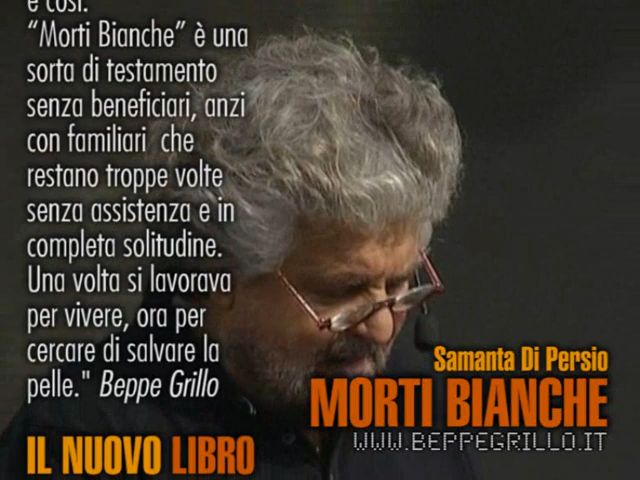 è così.
“Morti Bianche” è una
sorta di testamento
senza beneficiari, anzi
con familiari che
restano troppe volte
senza assistenza e in
completa solitudine.
Una volta si lavorava
per vivere, ora per
cercare di salvare la
pelle." Beppe Grillo
IL NUOVO LIBRO
Samanta Di Persio
MORTI BIANCHE
WWW.BEPPEGRILLO.IT